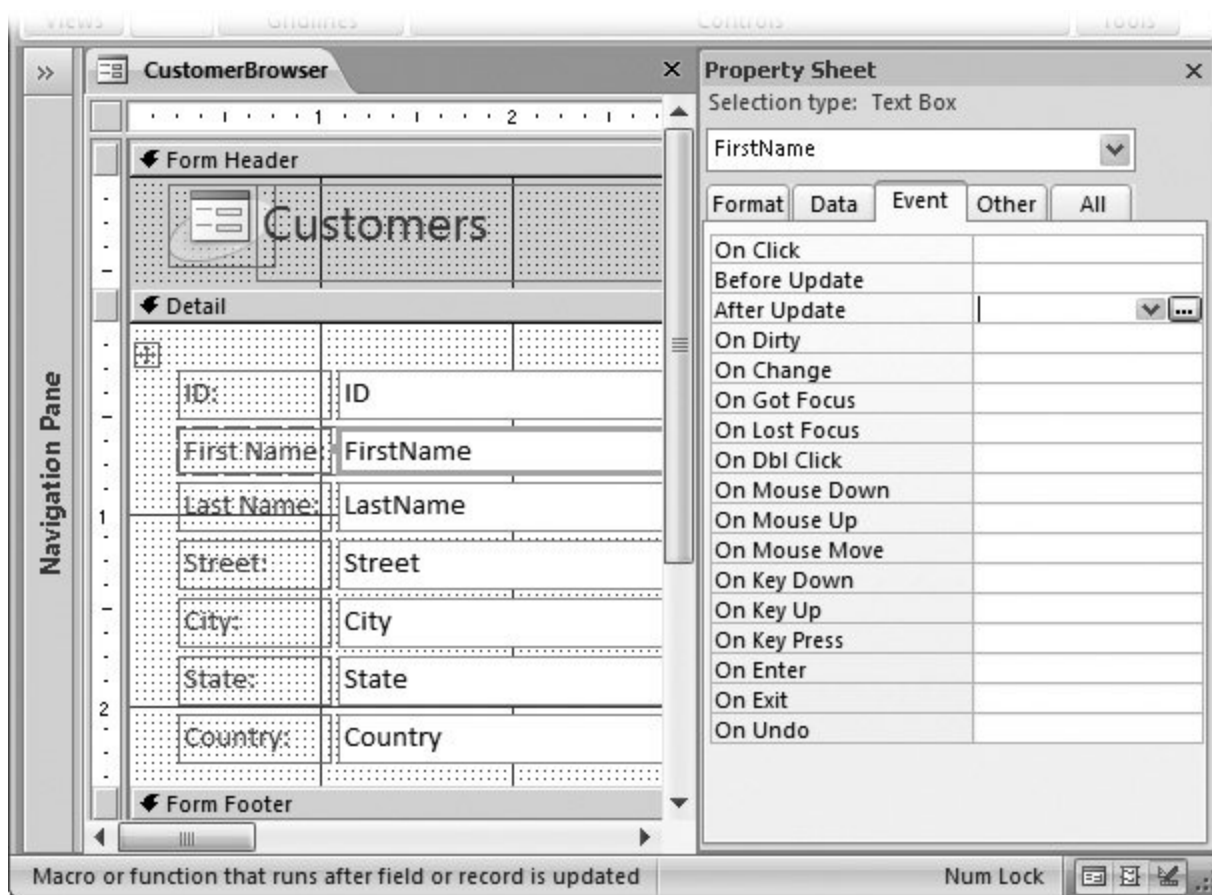 Views Gridlines Controls Tools
CustomerBrowser
1 2
Form Header
Customers
Detail
ID: ID
First Name: FirstName
Last Name: LastName
1
Street: Street
City: City
State: State
2
Country: Country
Form Footer
Navigation Pane
Property Sheet
Selection type: Text Box
FirstName
Format Data Event Other All
On Click
Before Update
After Update
On Dirty
On Change
On Got Focus
On Lost Focus
On Dbl Click
On Mouse Down
On Mouse Up
On Mouse Move
On Key Down
On Key Up
On Key Press
On Enter
On Exit
On Undo
Macro or function that runs after field or record is updated
Num Lock